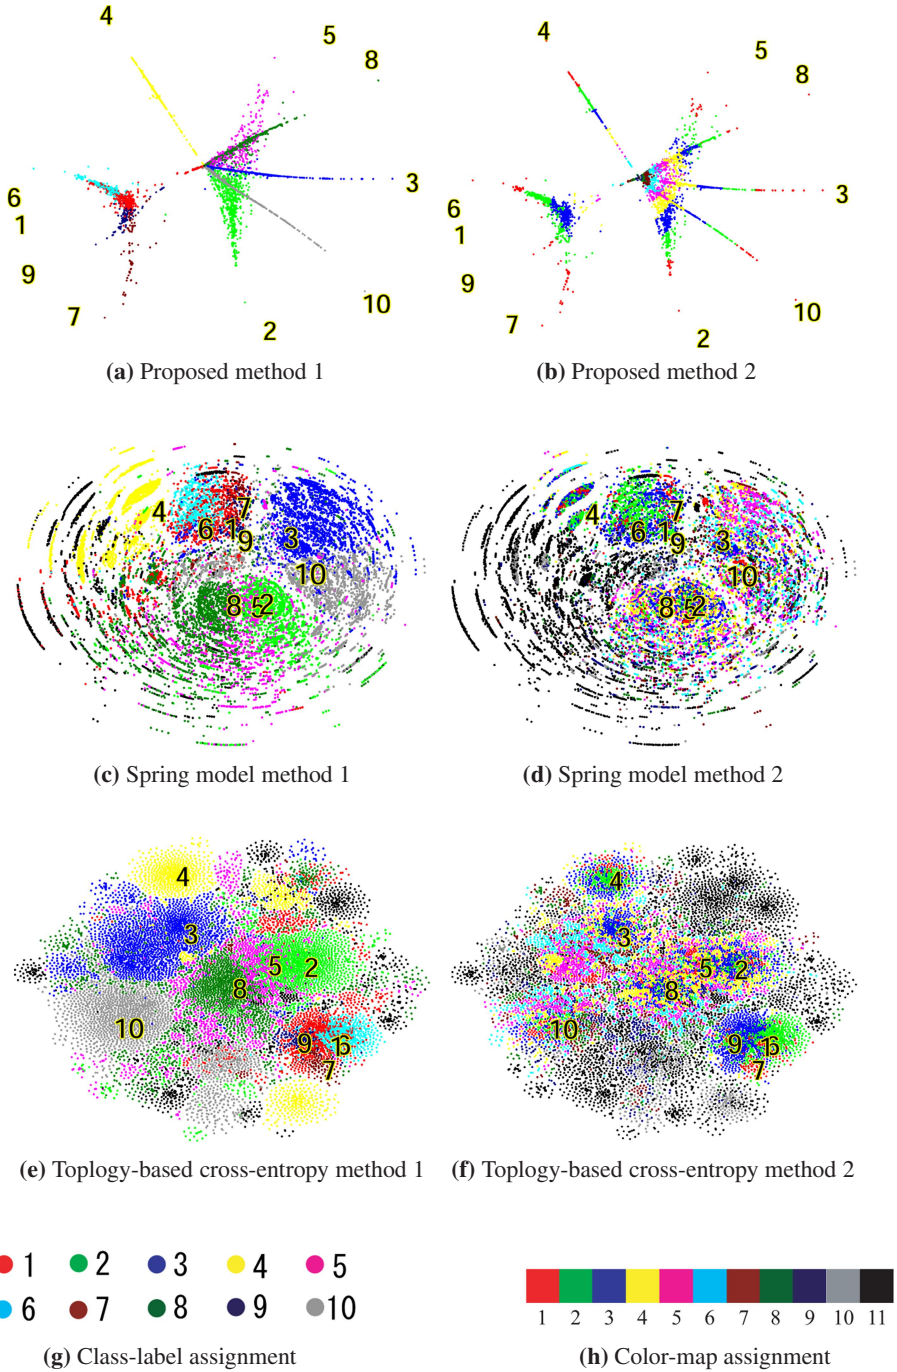 4
5
8
6
3
1
9
10
7
2
4
5
8
6
3
1
9
10
7
2
(a) Proposed method 1
(b) Proposed method 2
4 6 1 7 9 3 10 8 5 2
4 6 1 7 9 3 10 8 5 2
(c) Spring model method 1
(d) Spring model method 2
4 3 5 2 8 10 9 1 6 7
4 3 5 2 8 10 9 1 6 7
(e) Toplogy-based cross-entropy method 1
(f) Toplogy-based cross-entropy method 2
1 2 3 4 5
6 7 8 9 10
1 2 3 4 5 6 7 8 9 10 11
(g) Class-label assignment
(h) Color-map assignment